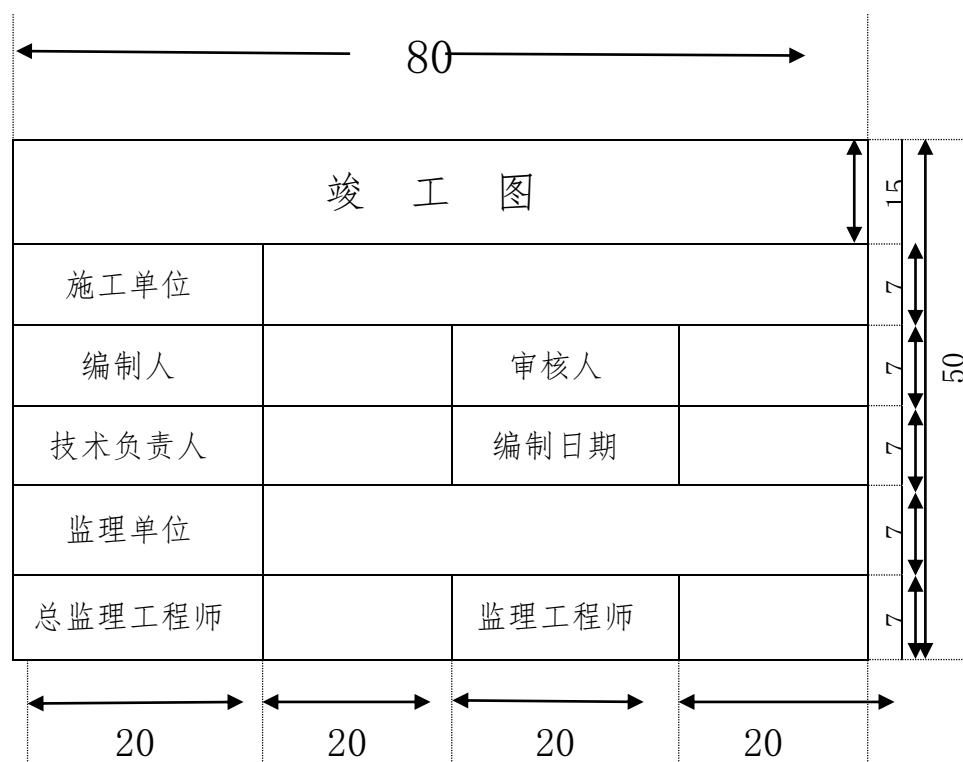 80
竣 工 图
15
施工单位
7
编制人 审核人
7
50
技术负责人 编制日期
7
监理单位
7
总监理工程师 监理工程师
7
20 20 20 20